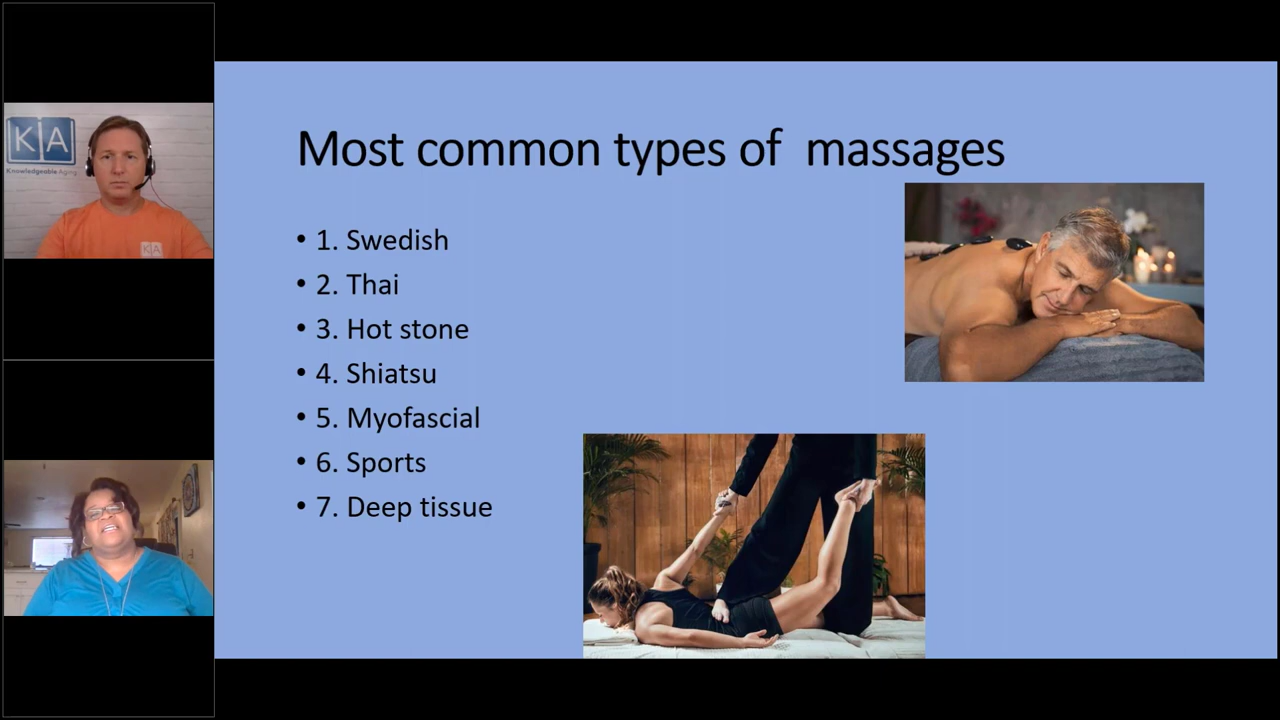 K A
Knowledgeable Aging
KA
Most common types of  massages
• 1. Swedish
• 2. Thai
• 3. Hot stone
• 4. Shiatsu
• 5. Myofascial
• 6. Sports
• 7. Deep tissue